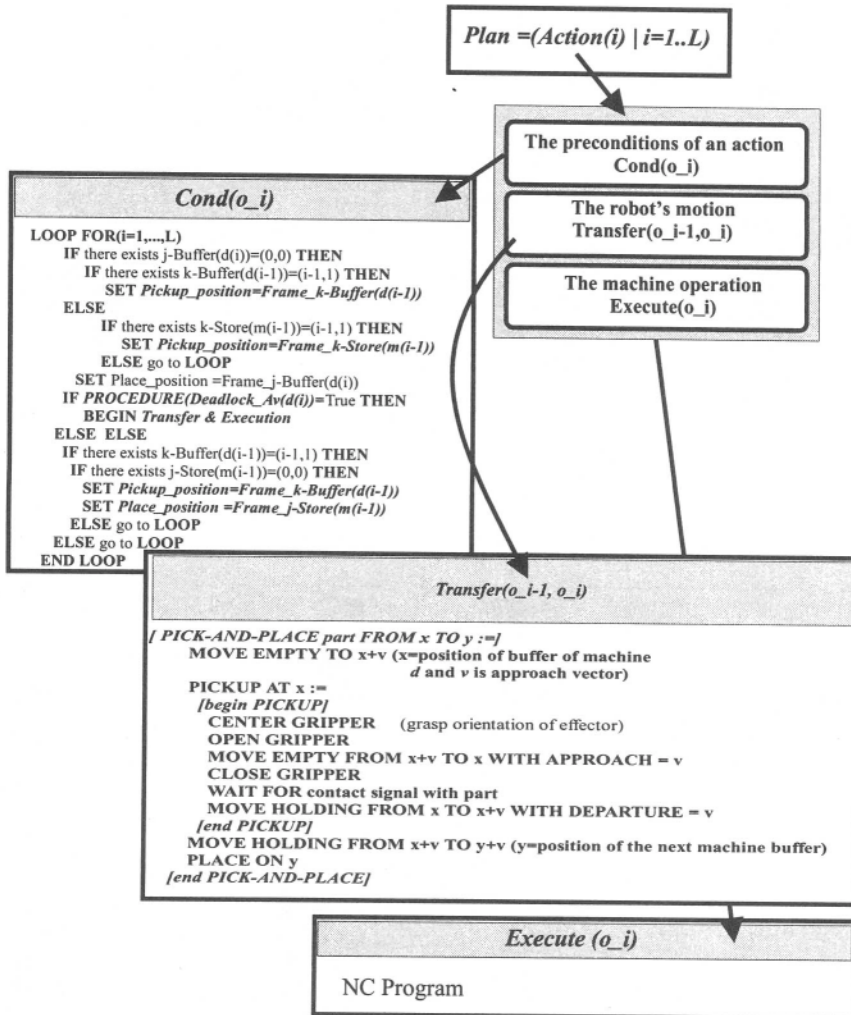 Plan =(Action(i) | i=1..L)
The preconditions of an action
Cond(o_i)
The robot's motion
Transfer(o_i-1,o_i)
The machine operation
Execute(o_i)
Cond(o_i)
LOOP FOR(i=1,...,L)
IF there exists j-Buffer(d(i))=(0,0) THEN
IF there exists k-Buffer(d(i-1))=(i-1,1) THEN
SET Pickup_position=Frame_k-Buffer(d(i-1))
ELSE
IF there exists k-Store(m(i-1))=(i-1,1) THEN
SET Pickup_position=Frame_k-Store(m(i-1))
ELSE go to LOOP
SET Place_position =Frame_j-Buffer(d(i))
IF PROCEDURE(Deadlock_Av(d(i))=True THEN
BEGIN Transfer & Execution
ELSE ELSE
IF there exists k-Buffer(d(i-1))=(i-1,1) THEN
IF there exists j-Store(m(i-1))=(0,0) THEN
SET Pickup_position=Frame_k-Buffer(d(i-1))
SET Place_position =Frame_j-Store(m(i-1))
ELSE go to LOOP
ELSE go to LOOP
END LOOP
Transfer(o_i-1, o_i)
[ PICK-AND-PLACE part FROM x TO y :=]
MOVE EMPTY TO x+v (x=position of buffer of machine
d and v is approach vector)
PICKUP AT x :=
[begin PICKUP]
CENTER GRIPPER (grasp orientation of effector)
OPEN GRIPPER
MOVE EMPTY FROM x+v TO x WITH APPROACH = v
CLOSE GRIPPER
WAIT FOR contact signal with part
MOVE HOLDING FROM x TO x+v WITH DEPARTURE = v
[end PICKUP]
MOVE HOLDING FROM x+v TO y+v (y=position of the next machine buffer)
PLACE ON y
[end PICK-AND-PLACE]
Execute (o_i)
NC Program